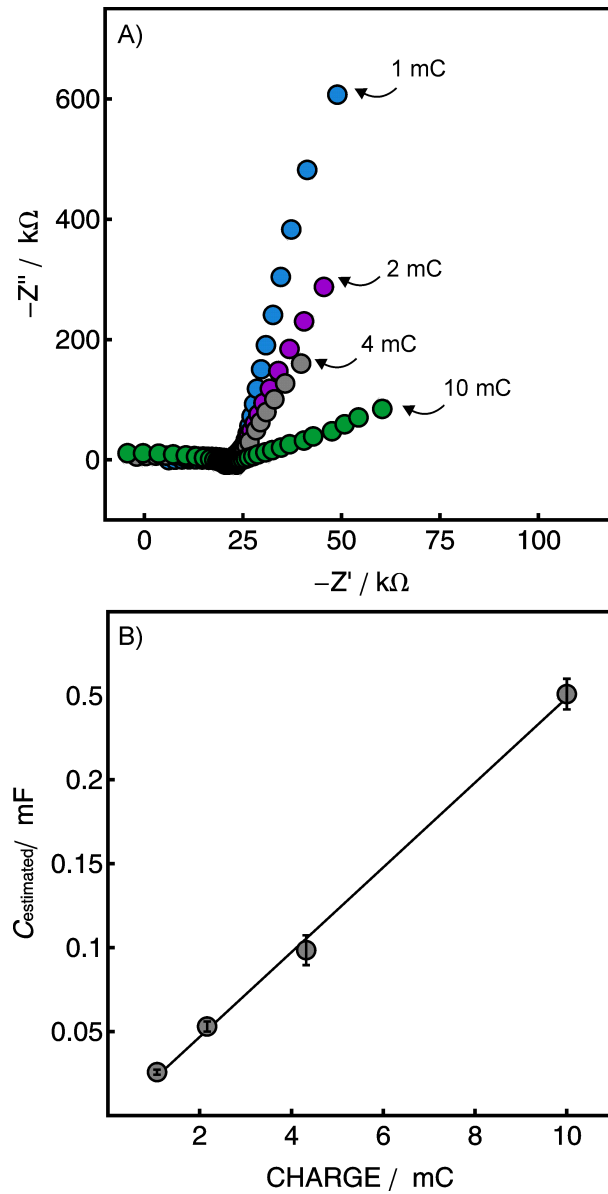 A)
1 mC
600
400
2 mC
4 mC
200
10 mC
0
0 25 50 75 100
−Z'' / kΩ
−Z' / kΩ
B)
0.5
0.2
0.15
0.1
0.05
Cestimated/ mF
2 4 6 8 10
CHARGE / mC